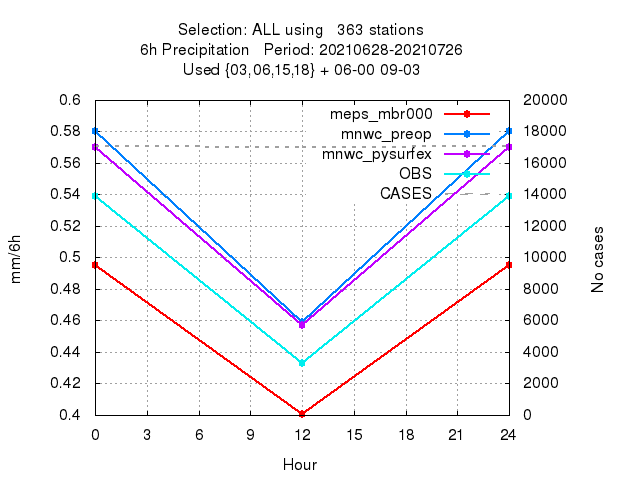 Selection: ALL using   363 stations
6h Precipitation   Period: 20210628-20210726
Used {03,06,15,18} + 06-00 09-03
meps_mbr000
mnwc_preop
mnwc_pysurfex
OBS
CASES
0.6
0.58
0.56
0.54
0.52
0.5
0.48
0.46
0.44
0.42
0.4
mm/6h
20000
18000
16000
14000
12000
10000
8000
6000
4000
2000
0
No cases
0 3 6 9 12 15 18 21 24
Hour